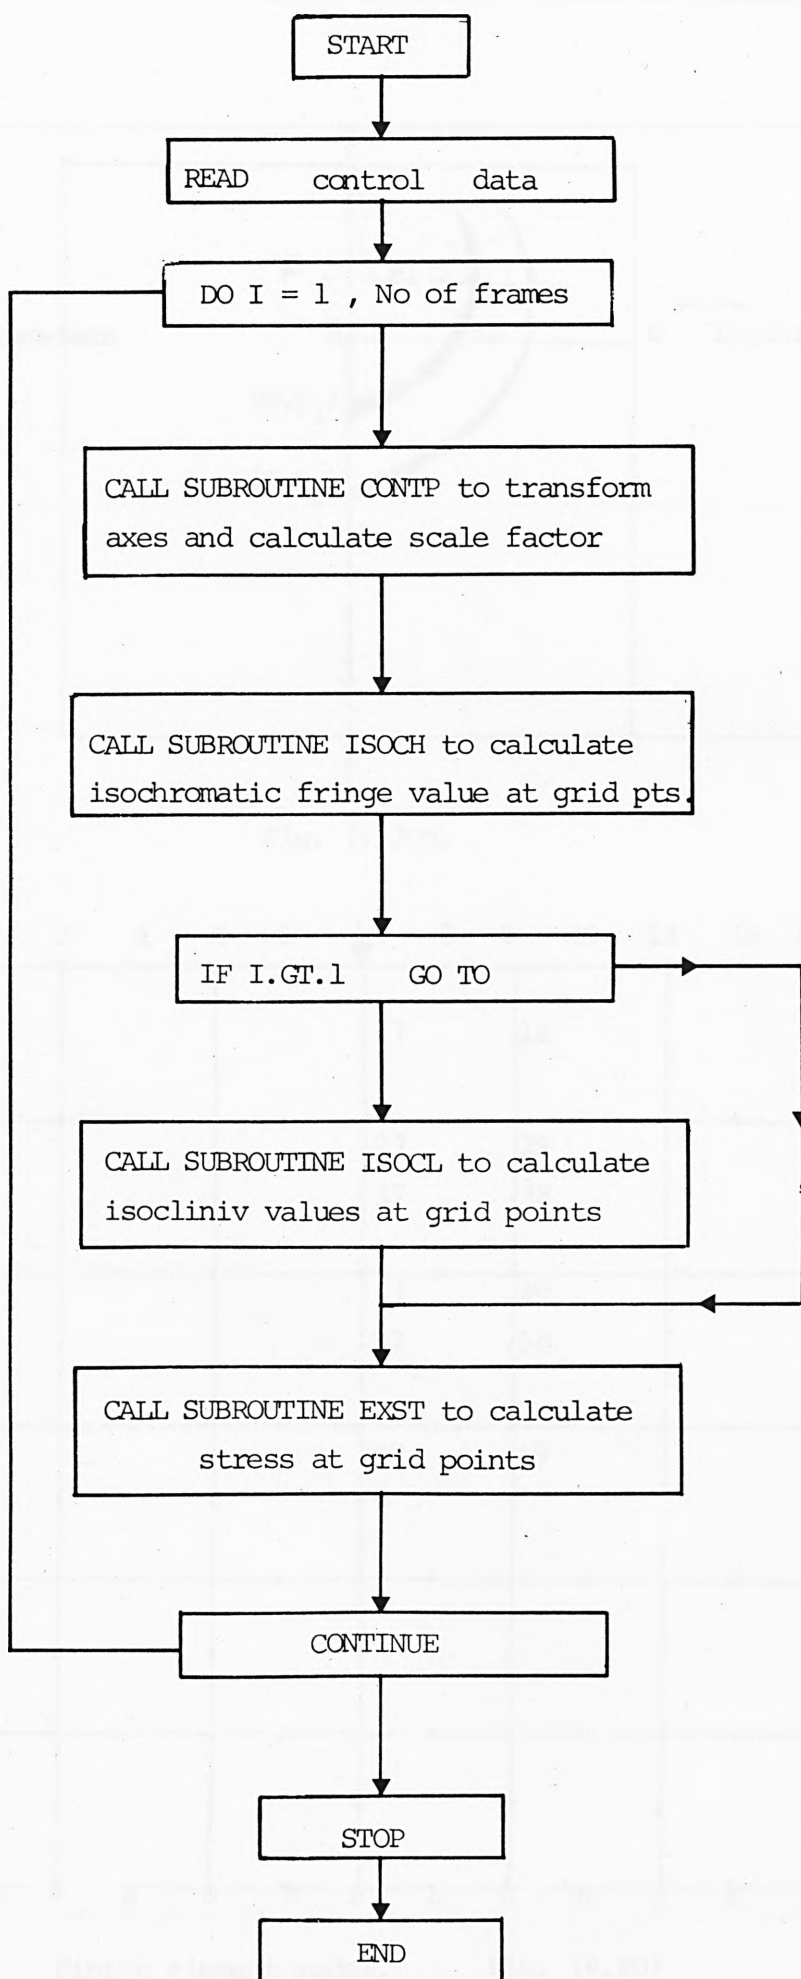 START
READ control data
DO I = 1 , No of frames
CALL SUBROUTINE CONTP to transform
axes and calculate scale factor
CALL SUBROUTINE ISOCH to calculate
isochromatic fringe value at grid pts.
IF I.GT.1 GO TO
CALL SUBROUTINE ISOCL to calculate
isocliniv values at grid points
CALL SUBROUTINE EXST to calculate
stress at grid points
CONTINUE
STOP
END